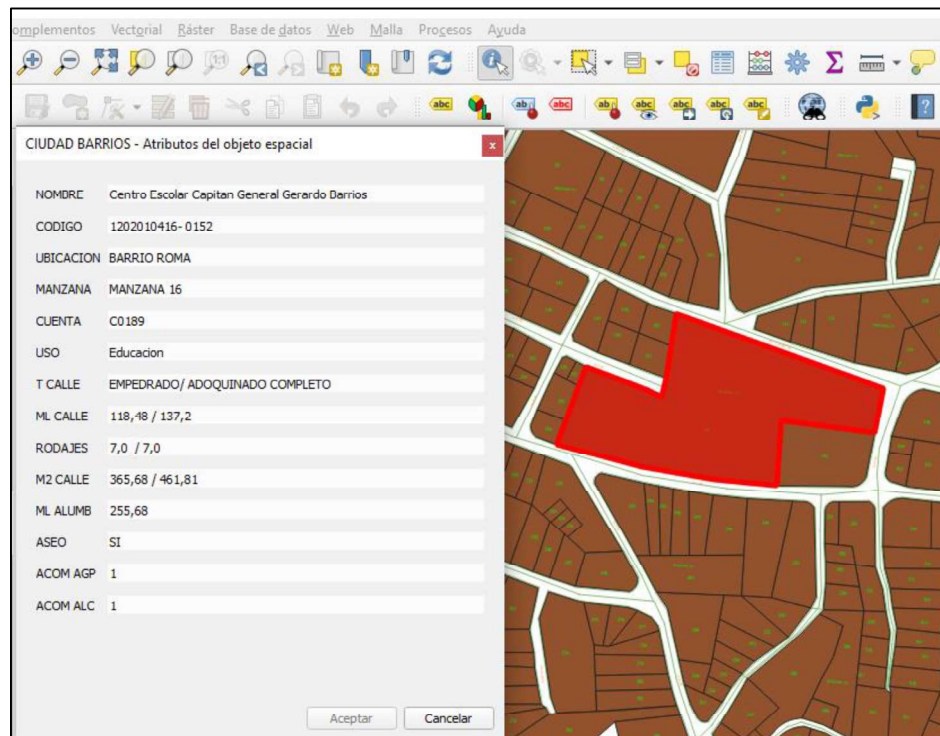 omplementos Vectorial Ráster Base de datos Web Malla Procesos Ayuda
CIUDAD BARRIOS - Atributos del objeto espacial
NOMBRE Centro Escolar Capitan General Gerardo Barrios
CODIGO 1202010416-0152
UBICACION BARRIO ROMA
MANZANA MANZANA 16
CUENTA C0189
USO Educacion
T CALLE EMPEDRADO/ ADOQUINADO COMPLETO
ML CALLE 118,48 / 137,2
RODAJES 7,0 / 7,0
M2 CALLE 365,68 / 461,81
ML ALUMB 255,68
ASEO SI
ACOM AGP 1
ACOM ALC 1
Aceptar Cancelar